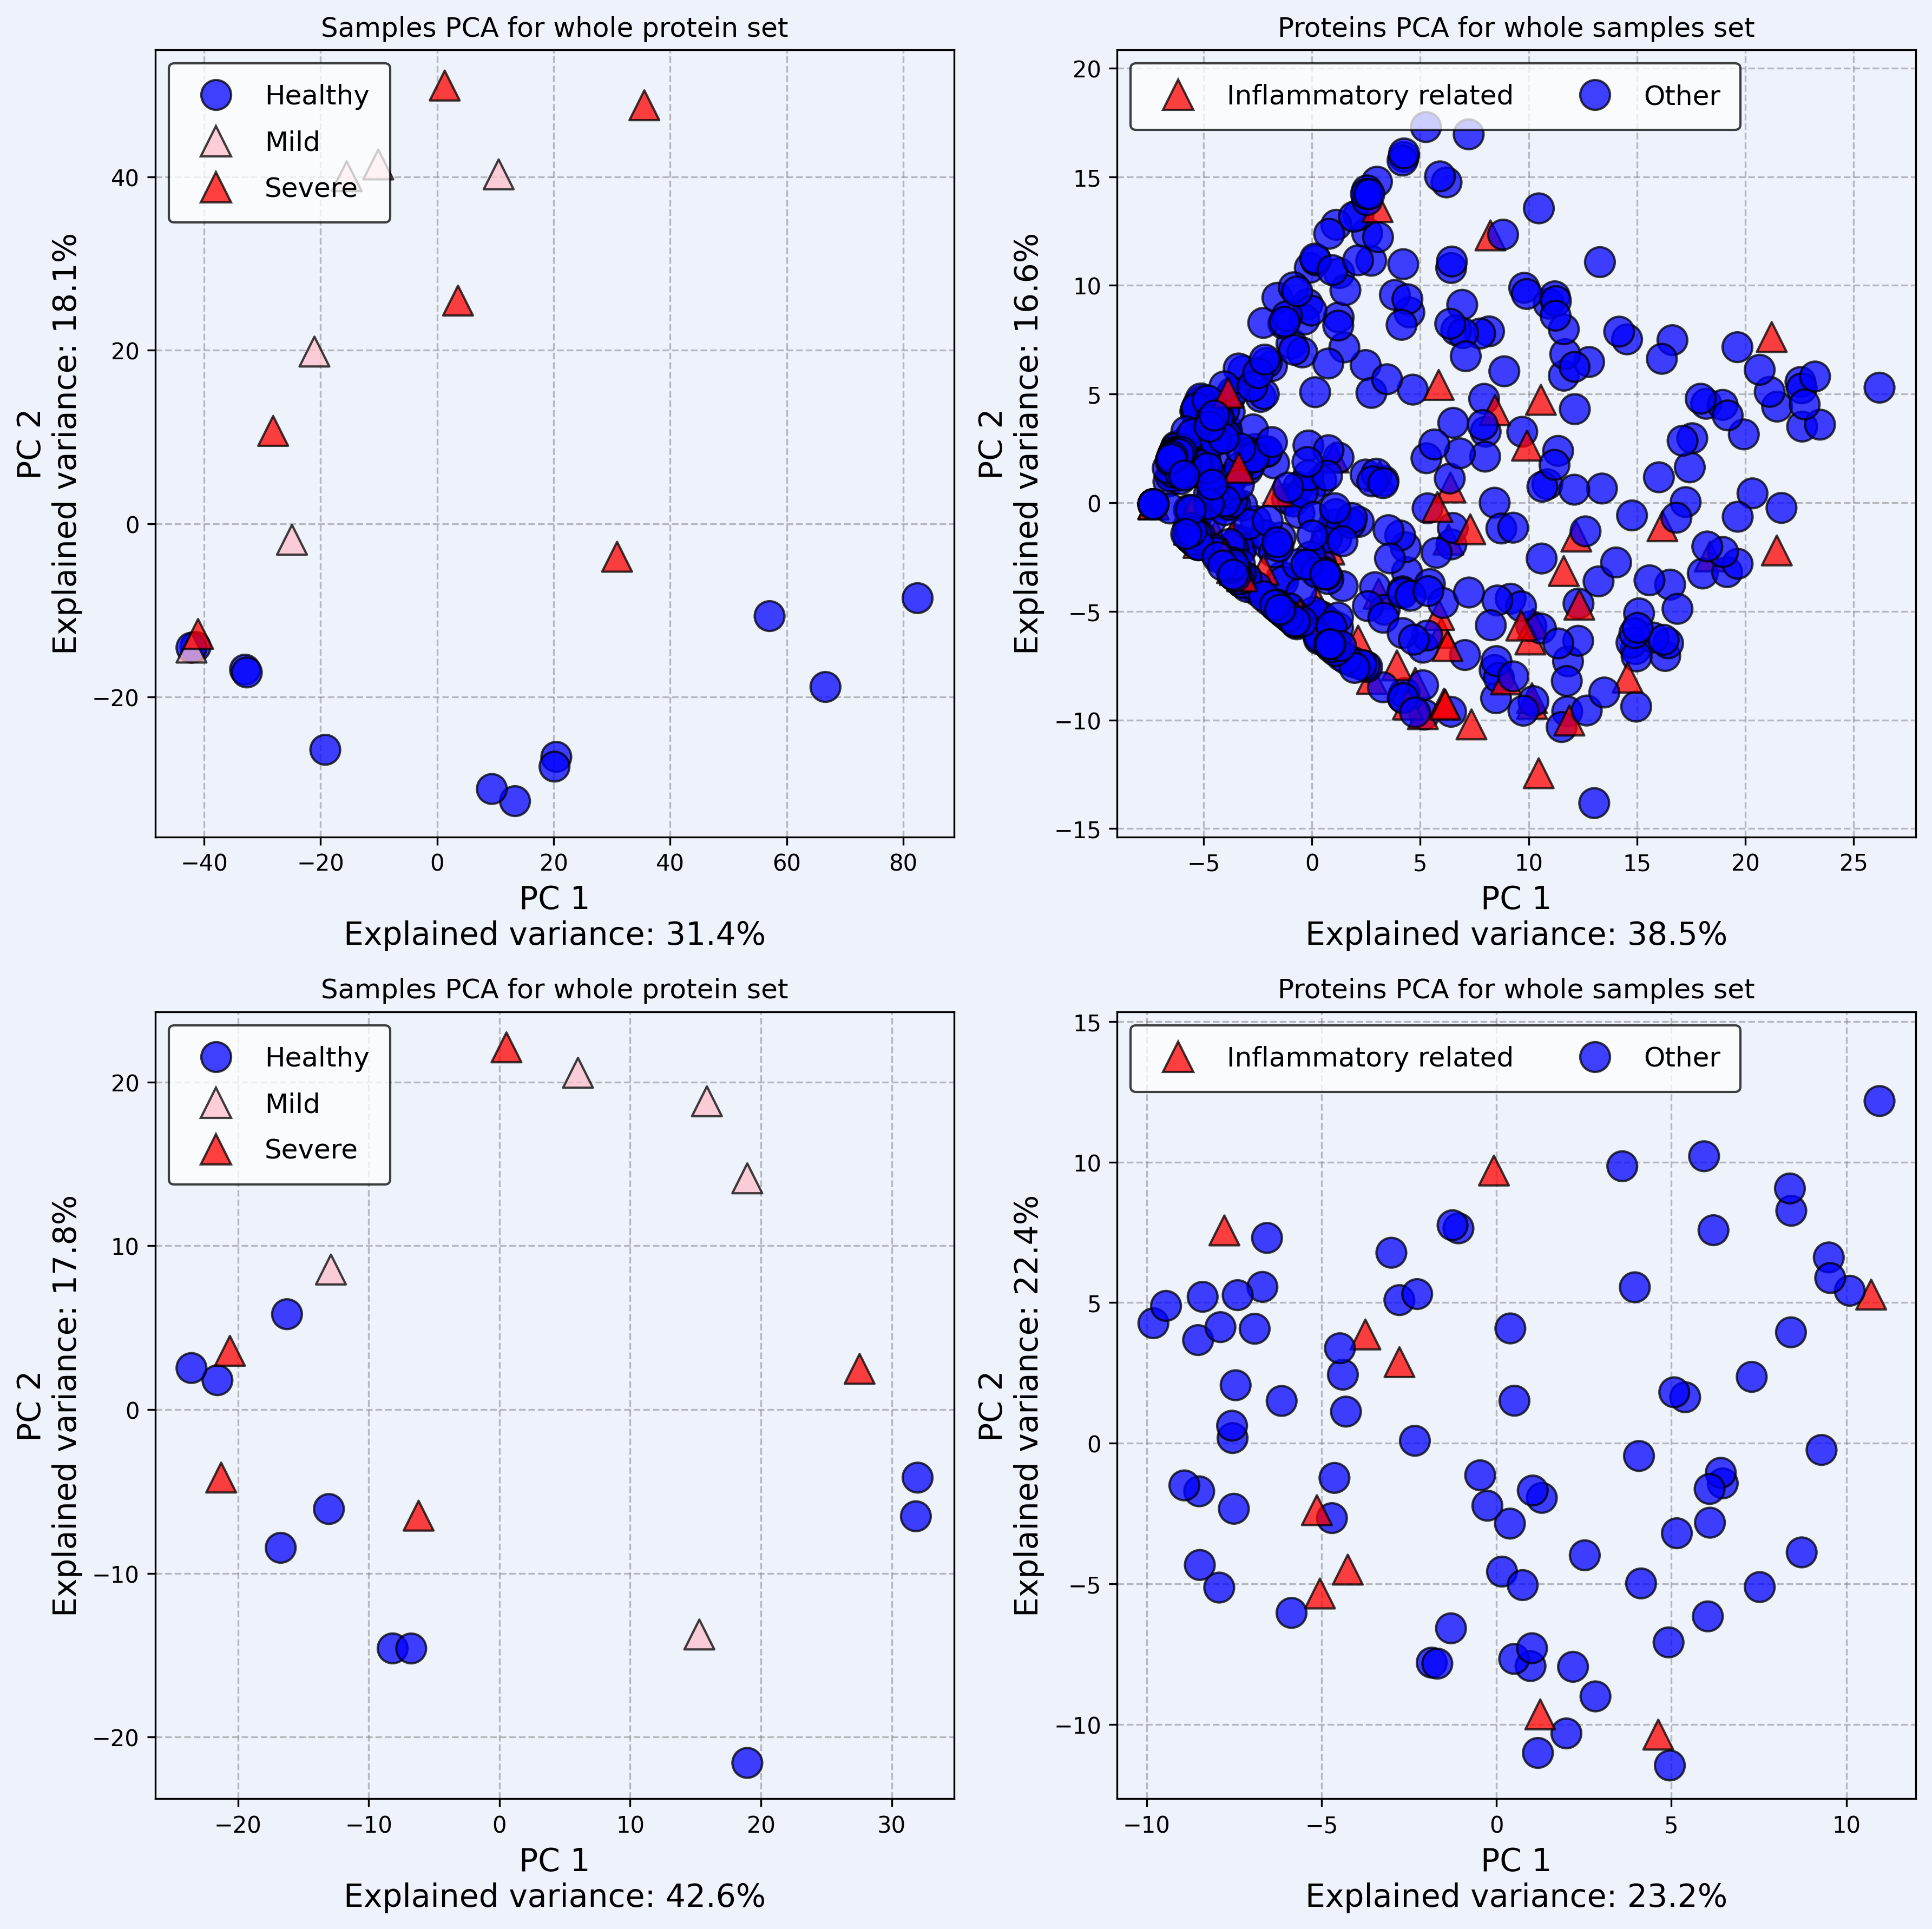 Samples PCA for whole protein set
Healthy
Mild
Severe
40
20
0
−20
PC 2
Explained variance: 18.1%
−40
−20
0
20
40
60
80
PC 1
Explained variance: 31.4%
Proteins PCA for whole samples set
Inflammatory related
Other
20
15
10
5
0
−5
−10
−15
PC 2
Explained variance: 16.6%
−5
0
5
10
15
20
25
PC 1
Explained variance: 38.5%
Samples PCA for whole protein set
Healthy
Mild
Severe
20
10
0
−10
−20
PC 2
Explained variance: 17.8%
−20
−10
0
10
20
30
PC 1
Explained variance: 42.6%
Proteins PCA for whole samples set
Inflammatory related
Other
15
10
5
0
−5
−10
PC 2
Explained variance: 22.4%
−10
−5
0
5
10
PC 1
Explained variance: 23.2%